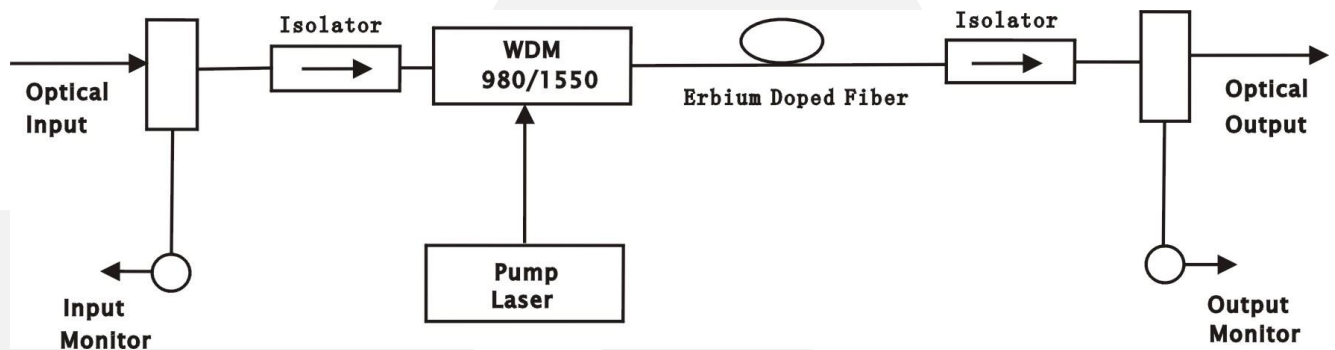 Isolator
Isolator
WDM
980/1550
Optical
Input
Erbium Doped Fiber
Optical
Output
Pump
Laser
Input
Monitor
Output
Monitor